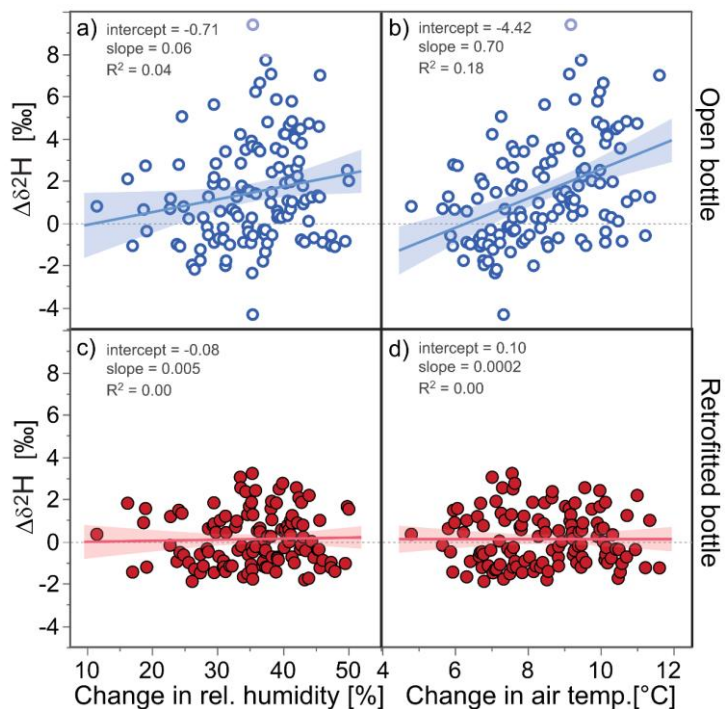 a)
intercept = -0.71
slope = 0.06
R² = 0.04
b)
intercept = -4.42
slope = 0.70
R² = 0.18
8
6
4
2
0
-2
-4
Δδ2H [‰]
Open bottle
c)
intercept = -0.08
slope = 0.005
R² = 0.00
d)
intercept = 0.10
slope = 0.0002
R² = 0.00
8
6
4
2
0
-2
-4
Δδ2H [‰]
Retrofitted bottle
10 20 30 40 50 4 6 8 10 12
Change in rel. humidity [%] Change in air temp.[°C]